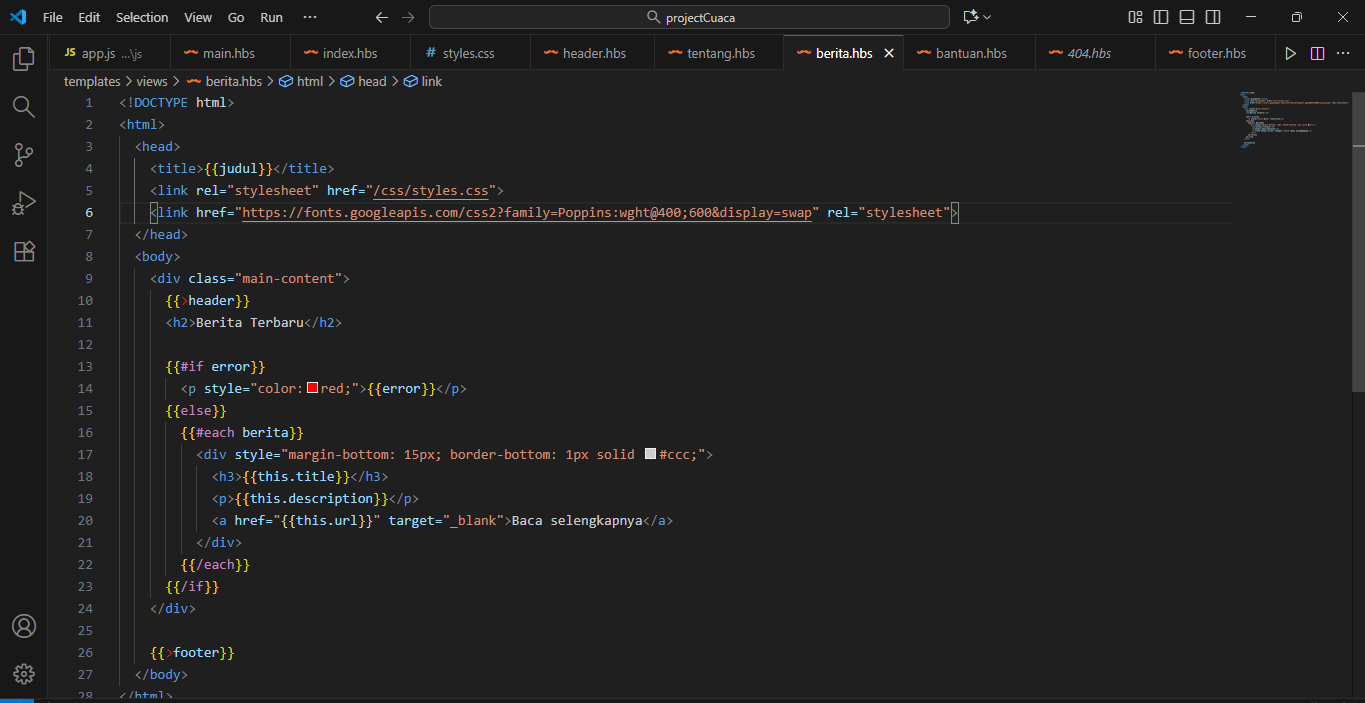 File Edit Selection View Go Run ··· projectCuaca
JS app.js ...\js main.hbs index.hbs # styles.css header.hbs tentang.hbs berita.hbs bantuan.hbs 404.hbs footer.hbs
templates > views > berita.hbs > html > head > link
1 <!DOCTYPE html>
2 <html>
3 <head>
4 <title>{{judul}}</title>
5 <link rel="stylesheet" href="/css/styles.css">
6 <link href="https://fonts.googleapis.com/css2?family=Poppins:wght@400;600&display=swap" rel="stylesheet">
7 </head>
8 <body>
9 <div class="main-content">
10 {{>header}}
11 <h2>Berita Terbaru</h2>
12
13 {{#if error}}
14 <p style="color:red;">{{error}}</p>
15 {{else}}
16 {{#each berita}}
17 <div style="margin-bottom: 15px; border-bottom: 1px solid #ccc;">
18 <h3>{{this.title}}</h3>
19 <p>{{this.description}}</p>
20 <a href="{{this.url}}" target="_blank">Baca selengkapnya</a>
21 </div>
22 {{/each}}
23 {{/if}}
24 </div>
25
26 {{>footer}}
27 </body>
28 </html>